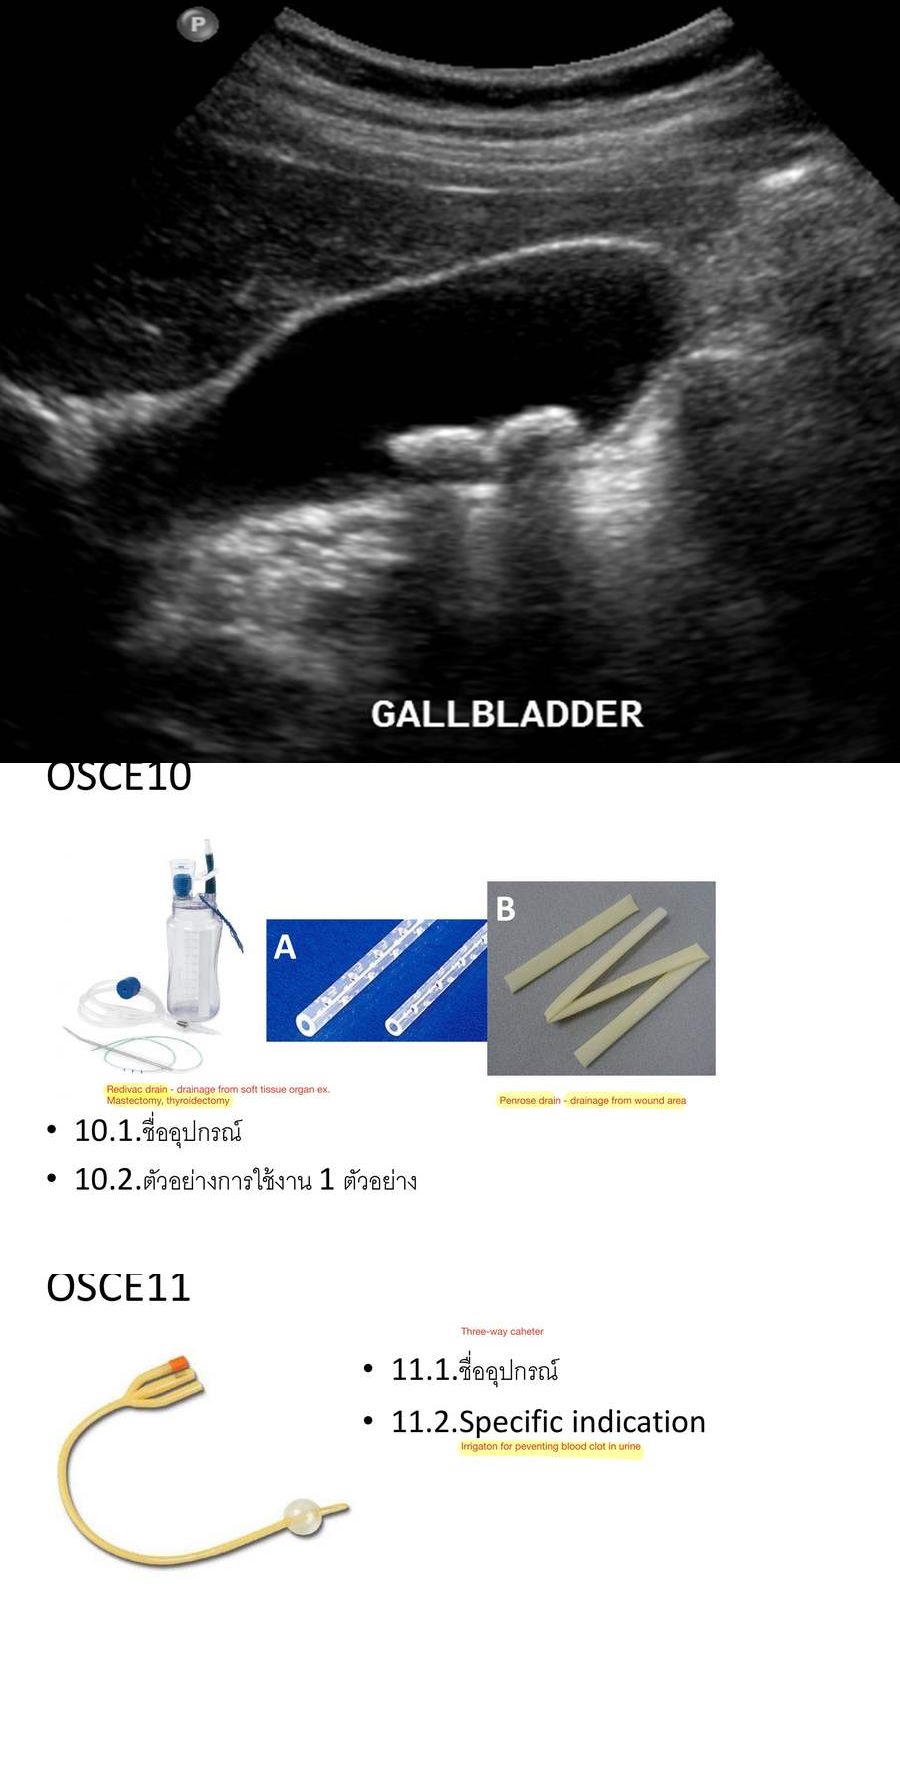 P
GALLBLADDER
OSCE10
A
B
Redivac drain - drainage from soft tissue organ ex.
Mastectomy, thyroidectomy
Penrose drain - drainage from wound area
• 10.1.ชื่ออุปกรณ์
• 10.2.ตัวอย่างการใช้งาน 1 ตัวอย่าง
OSCE11
Three-way caheter
• 11.1.ชื่ออุปกรณ์
• 11.2.Specific indication
Irrigaton for peventing blood clot in urine